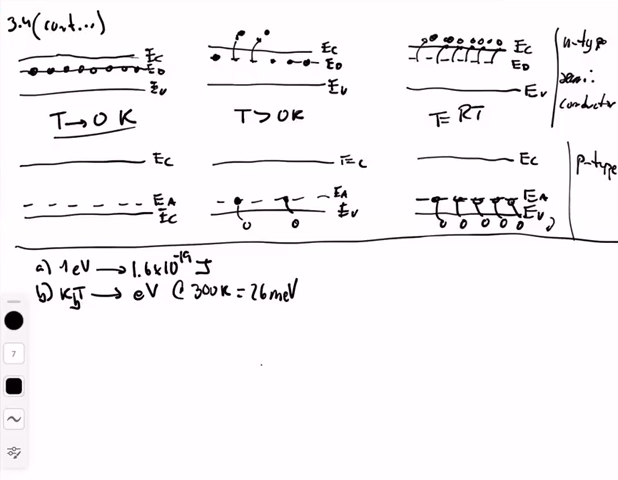 3.4 (cont...)
Ec Ec Ec n-type
ED ED ED semi:
Ev Ev Ev conductor
T→0 K T>0K T= RT
Ec Ec Ec p-type
EA EA EA
Ec Ev Ev
a) 1eV → 1.6x10^-19 J
b) KbT → eV @ 300K = 26meV
7